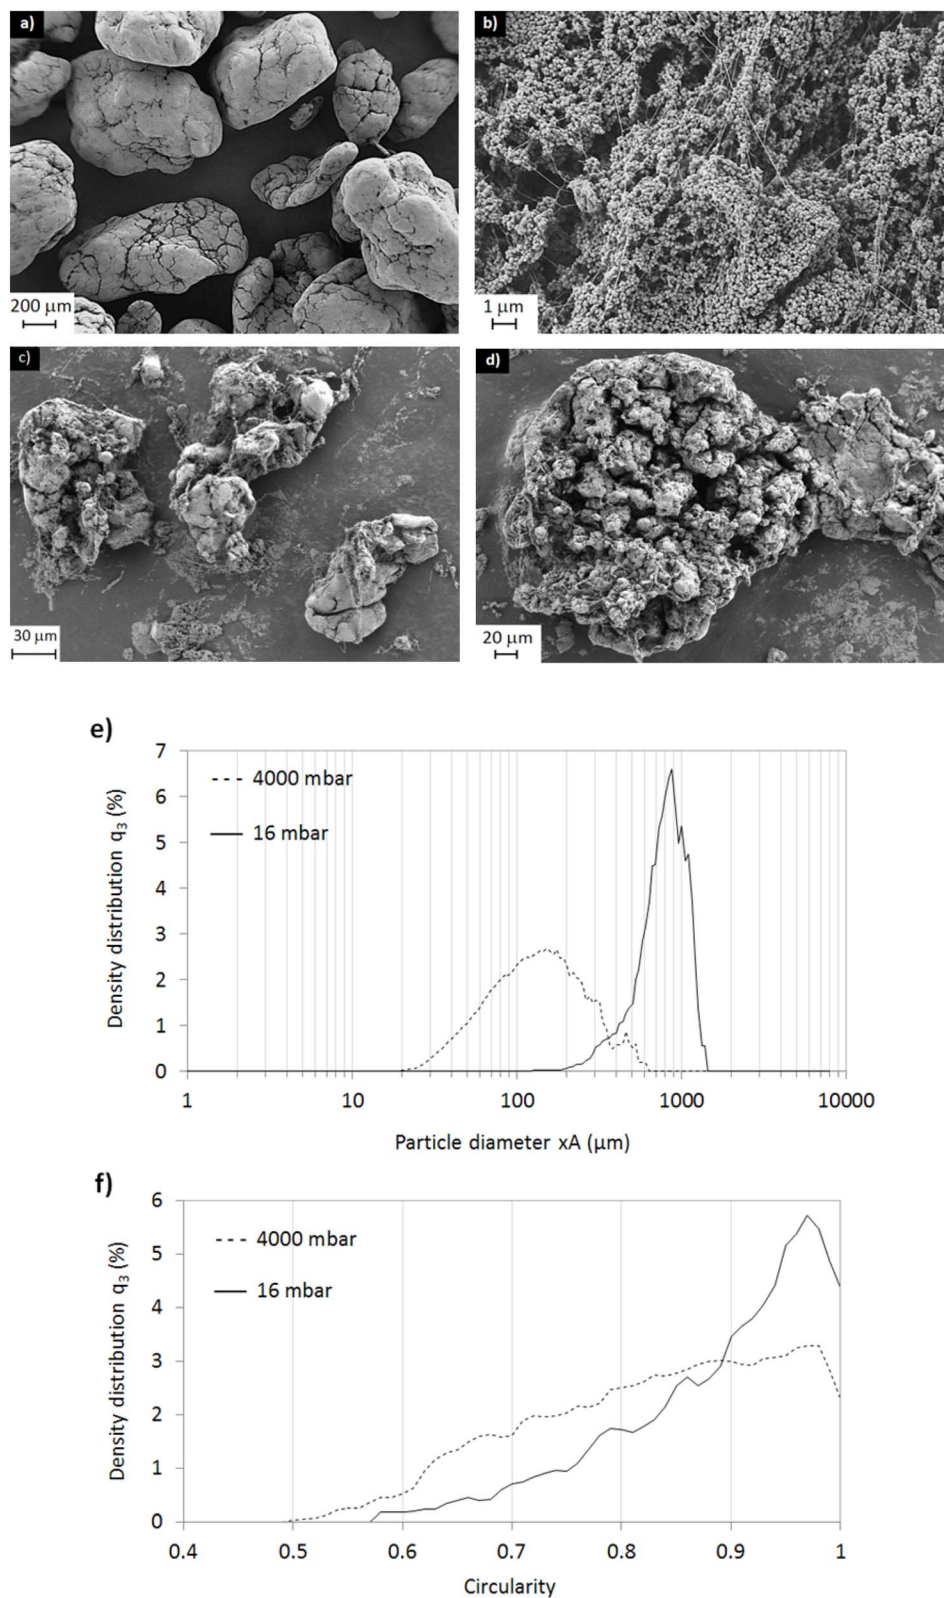 a)
200 µm
b)
1 µm
c)
30 µm
d)
20 µm
e)
Density distribution q₃ (%)
7
6
5
4
3
2
1
0
4000 mbar
16 mbar
1 10 100 1000 10000
Particle diameter xA (µm)
f)
Density distribution q₃ (%)
6
5
4
3
2
1
0
4000 mbar
16 mbar
0.4 0.5 0.6 0.7 0.8 0.9 1
Circularity